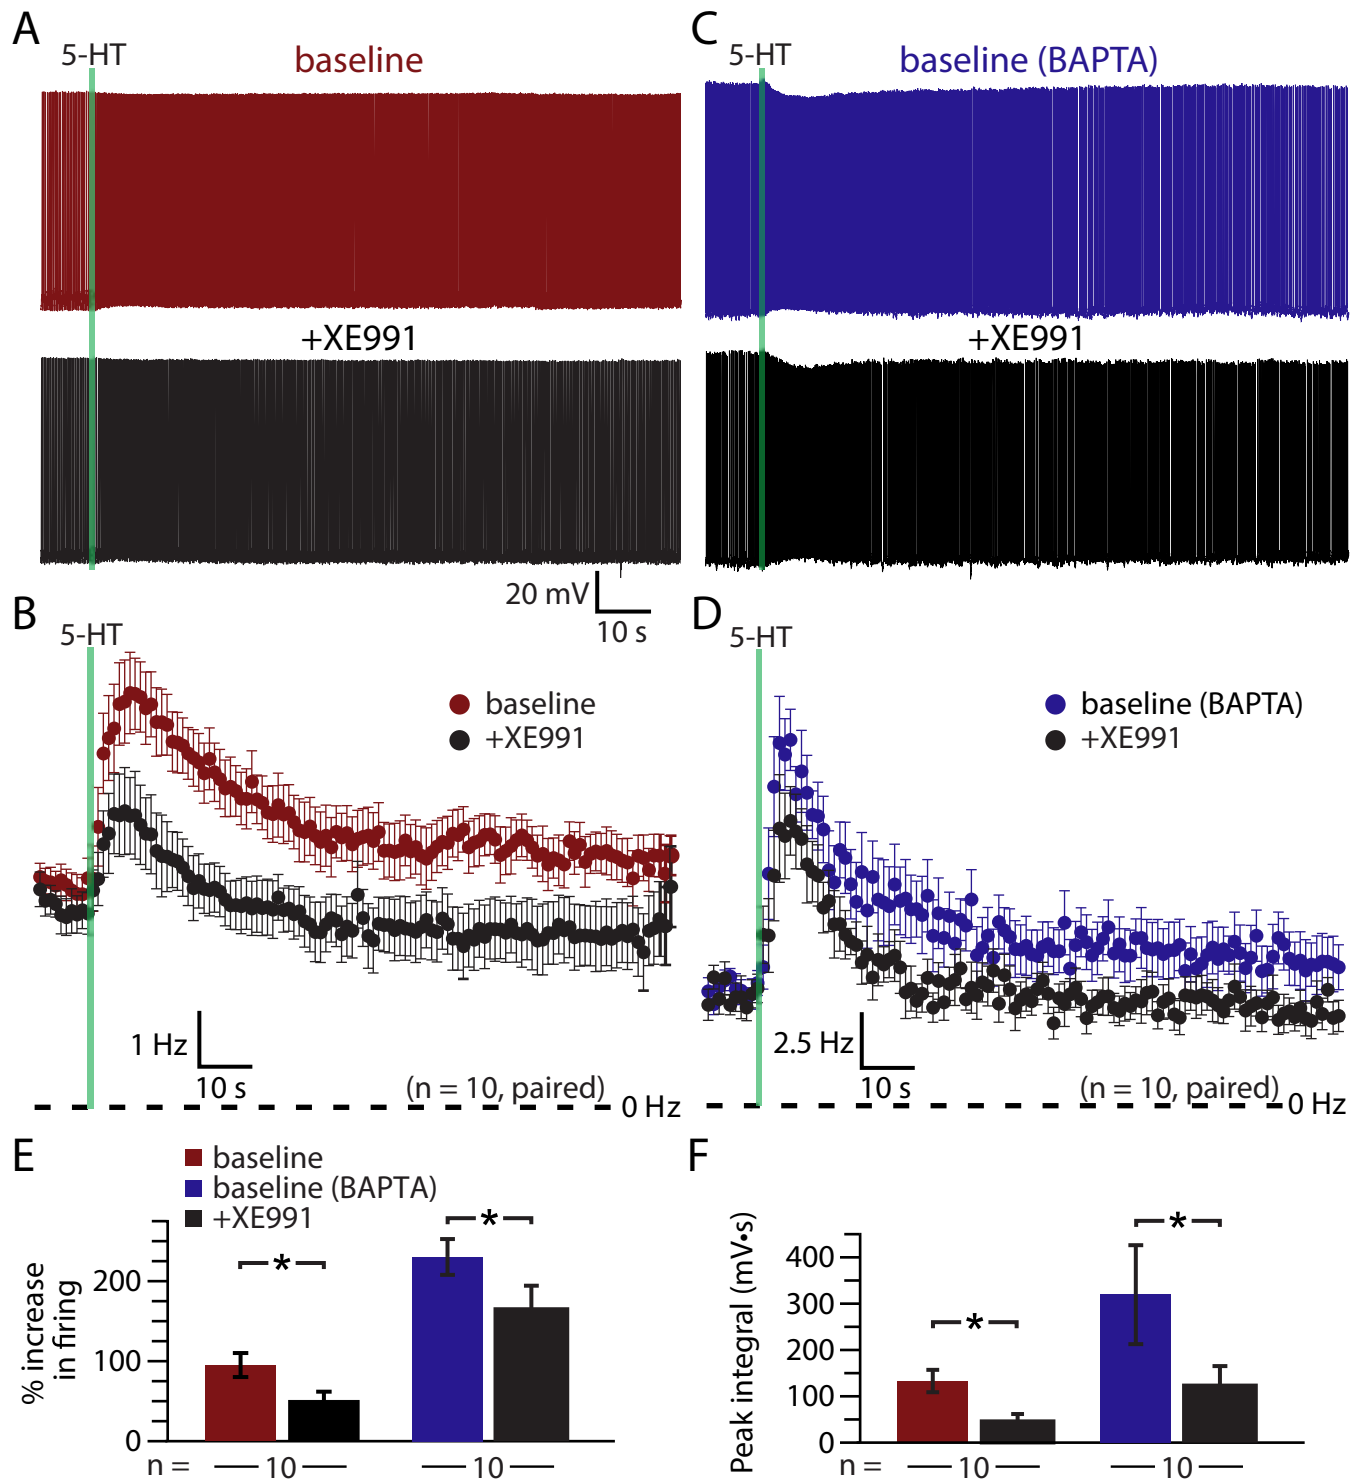 A
5-HT
baseline
+XE991
20 mV
10 s
C
5-HT
baseline (BAPTA)
+XE991
B
5-HT
baseline
+XE991
1 Hz
10 s
(n = 10, paired)
0 Hz
D
5-HT
baseline (BAPTA)
+XE991
2.5 Hz
10 s
(n = 10, paired)
0 Hz
E
baseline
baseline (BAPTA)
+XE991
% increase
in firing
200
100
0
*
*
n = 10 10
F
Peak integral (mV•s)
400
300
200
100
0
*
*
n = 10 10